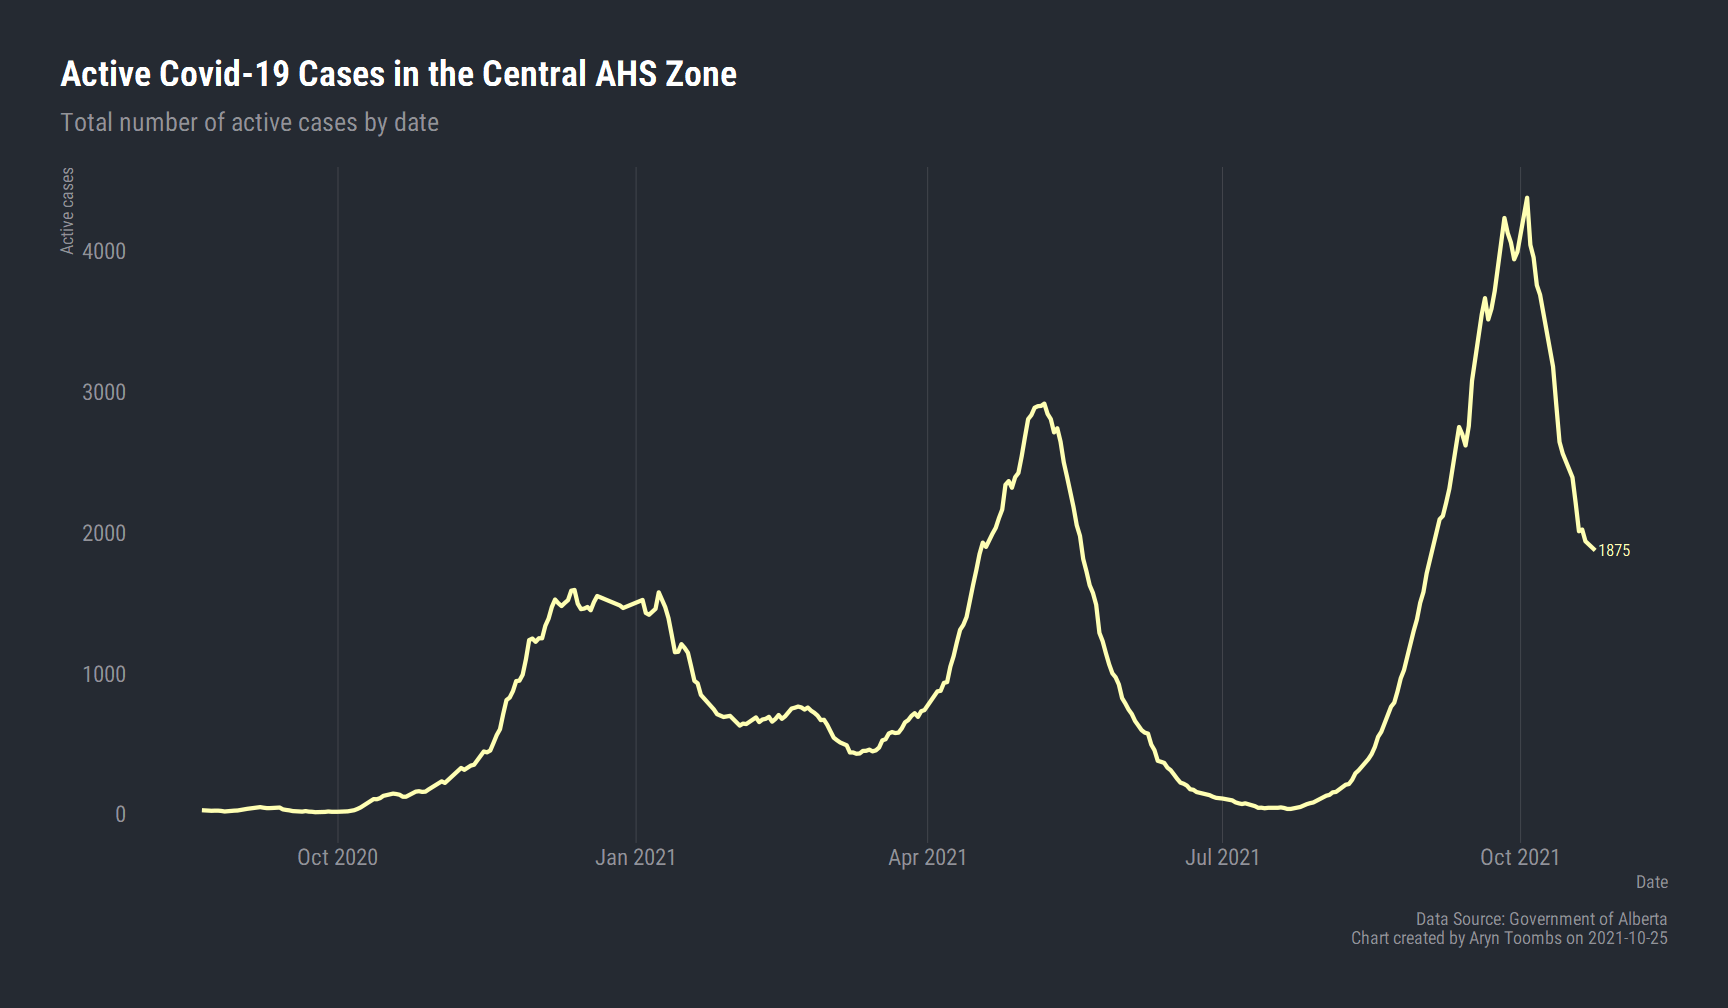 Active Covid-19 Cases in the Central AHS Zone
Total number of active cases by date
Active cases
4000
3000
2000
1000
0
1875
Oct 2020
Jan 2021
Apr 2021
Jul 2021
Oct 2021
Date
Data Source: Government of Alberta
Chart created by Aryn Toombs on 2021-10-25